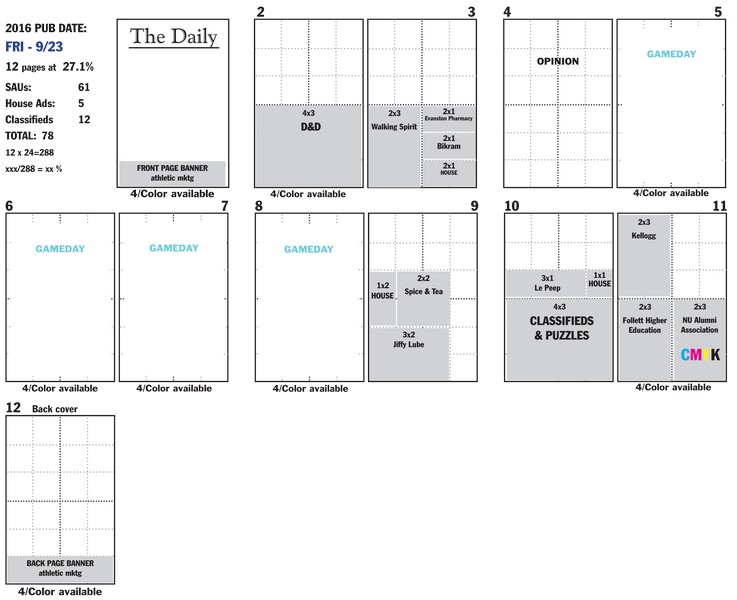 2016 PUB DATE:
FRI - 9/23
12 pages at 27.1%
SAUs: 61
House Ads: 5
Classifieds 12
TOTAL: 78
12 x 24=288
xxx/288 = xx %
The Daily
FRONT PAGE BANNER
athletic mktg
4/Color available
2
4x3
D&D
4/Color available
3
2x3
Walking Spirit
2x1
Evanston Pharmacy
2x1
Bikram
2x1
HOUSE
4
OPINION
5
GAMEDAY
4/Color available
6
GAMEDAY
4/Color available
7
GAMEDAY
4/Color available
8
GAMEDAY
4/Color available
9
1x2
HOUSE
2x2
Spice & Tea
3x2
Jiffy Lube
10
3x1
Le Peep
1x1
HOUSE
4x3
CLASSIFIEDS
& PUZZLES
11
2x3
Kellogg
2x3
Follett Higher
Education
2x3
NU Alumni
Association
CMYK
4/Color available
12 Back cover
BACK PAGE BANNER
athletic mktg
4/Color available